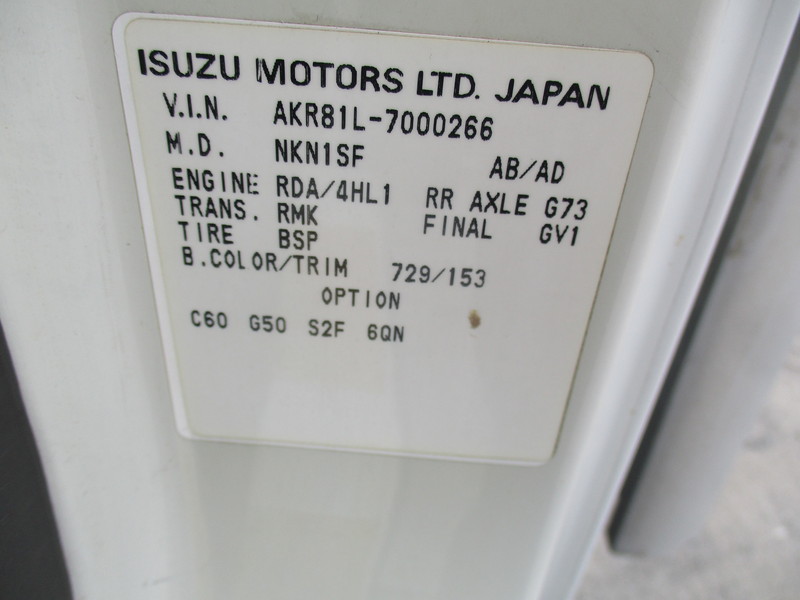 ISUZU MOTORS LTD. JAPAN
V.I.N. AKR81L-7000266
M.D. NKN1SF AB/AD
ENGINE RDA/4HL1 RR AXLE G73
TRANS. RMK FINAL GV1
TIRE BSP
B.COLOR/TRIM 729/153
OPTION
C60 G50 S2F 6QN